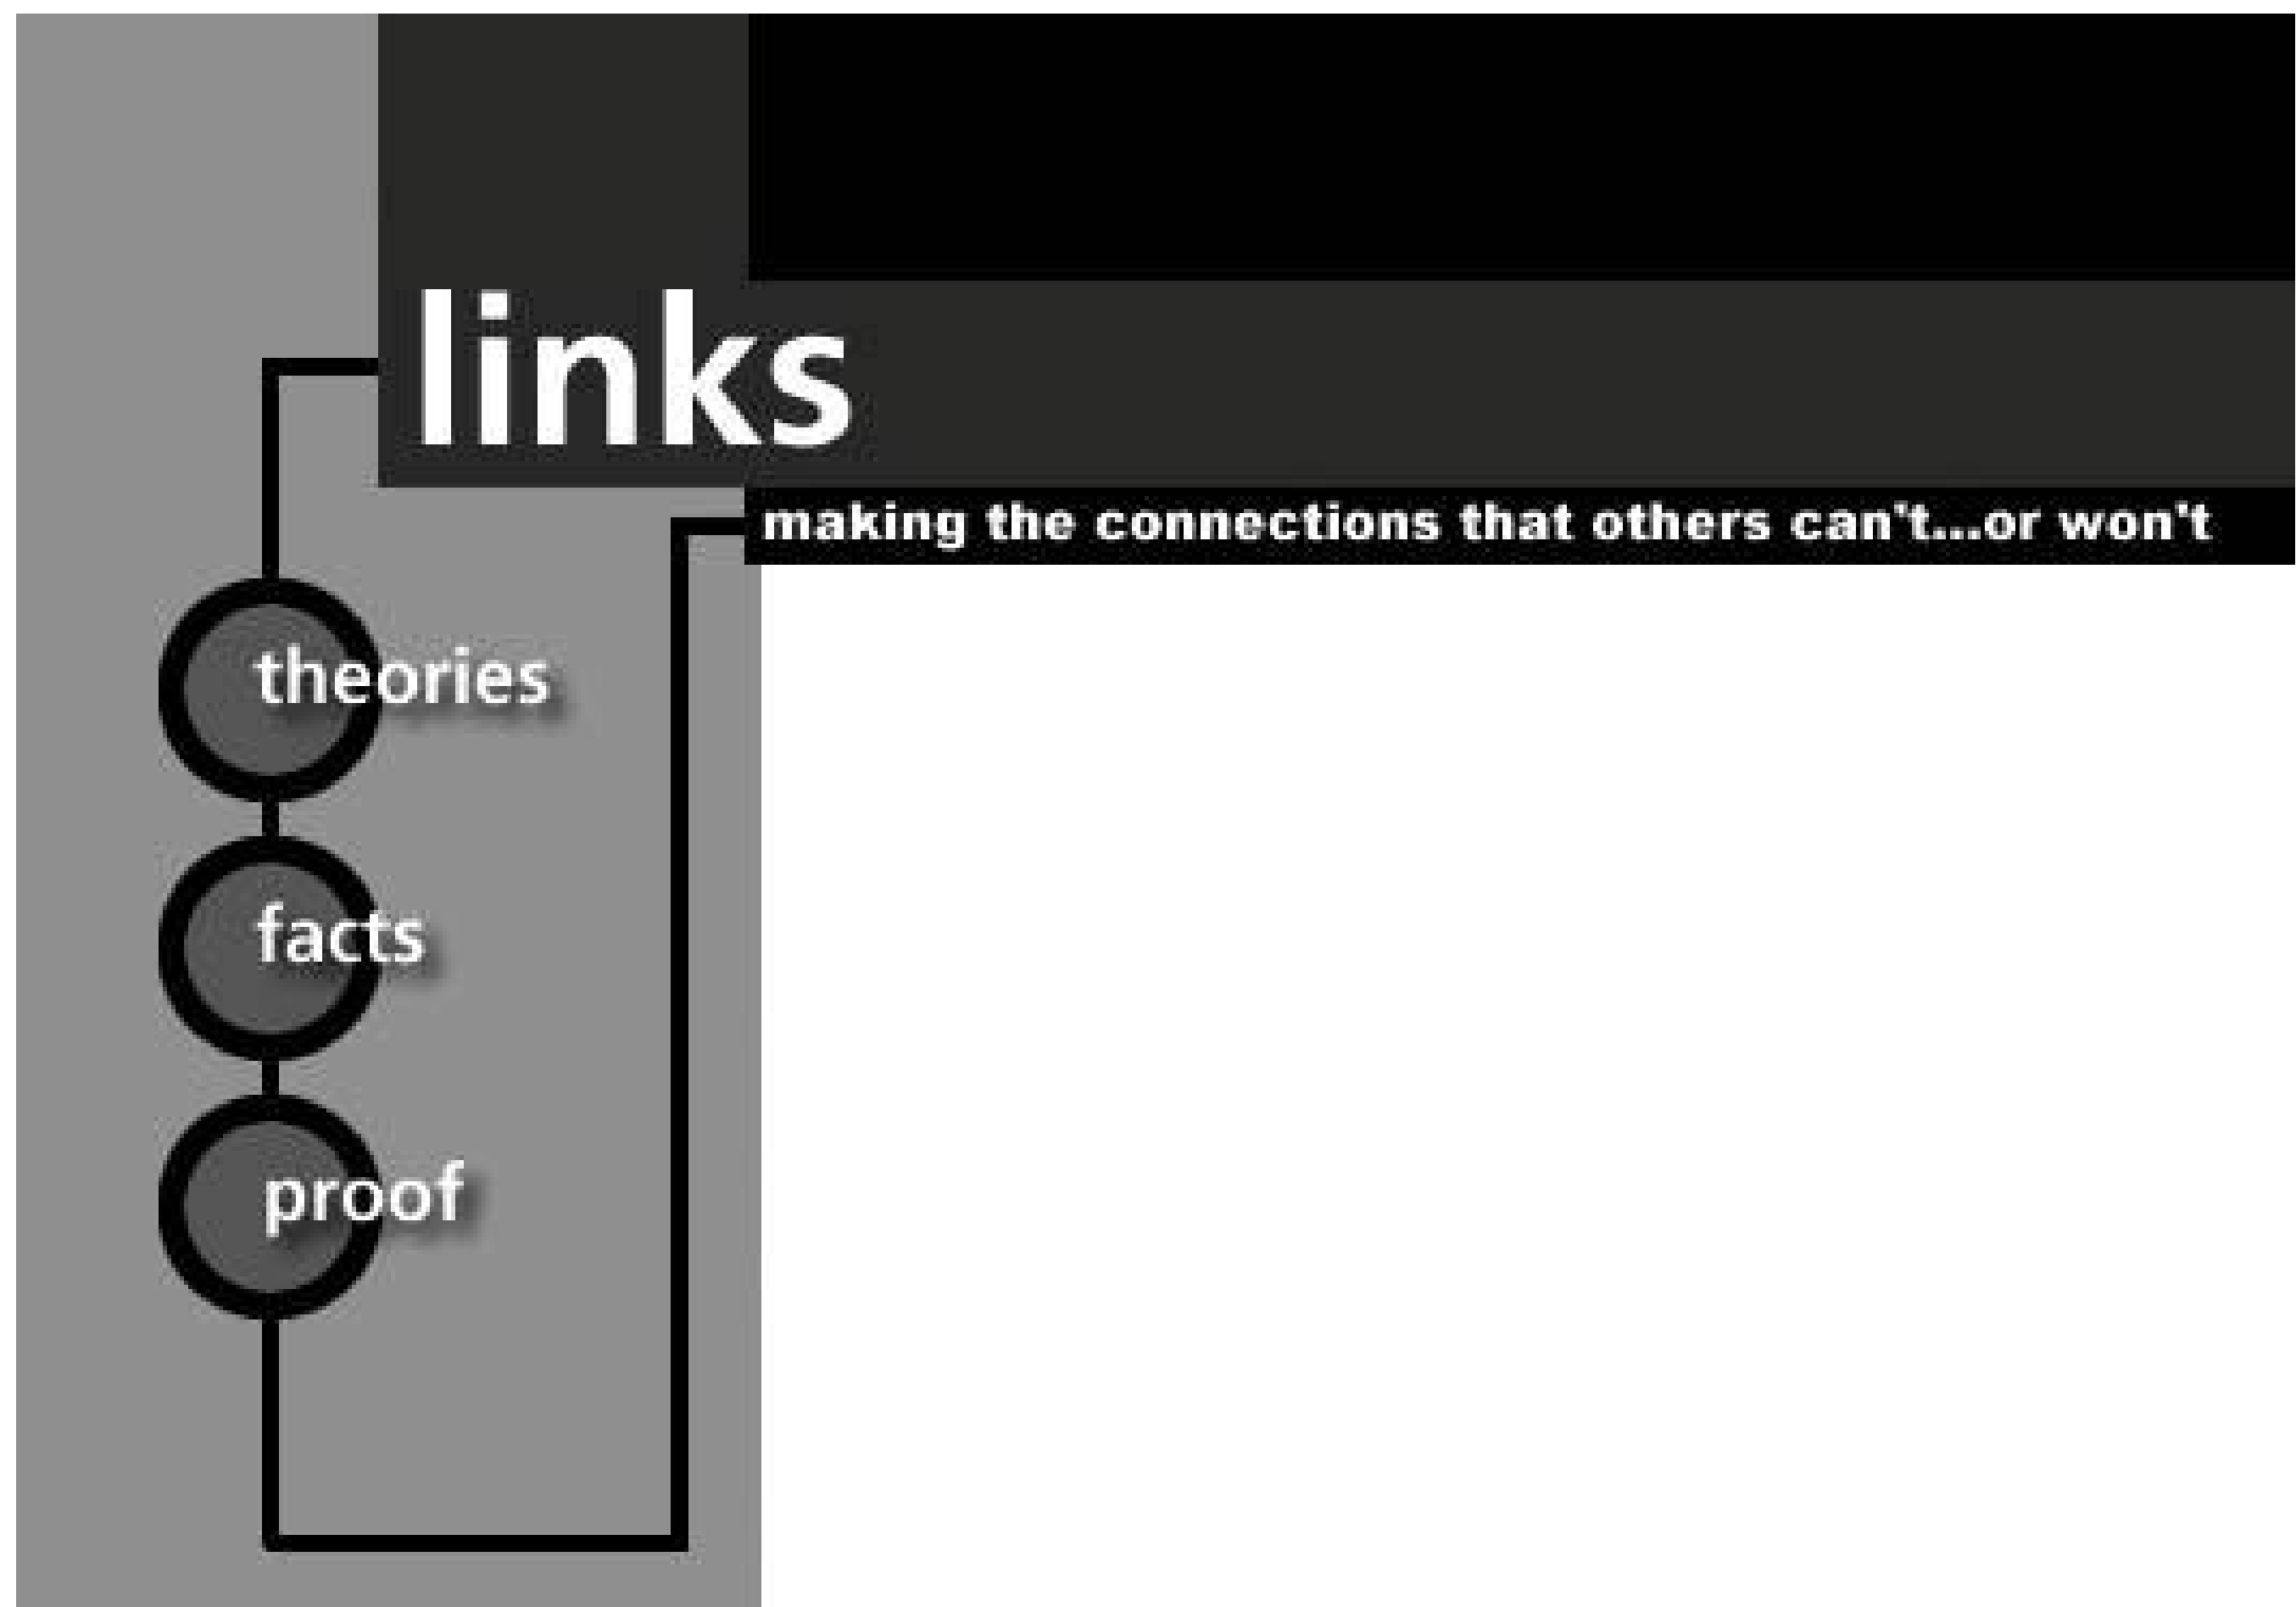 links
making the connections that others can't...or won't
theories
facts
proof